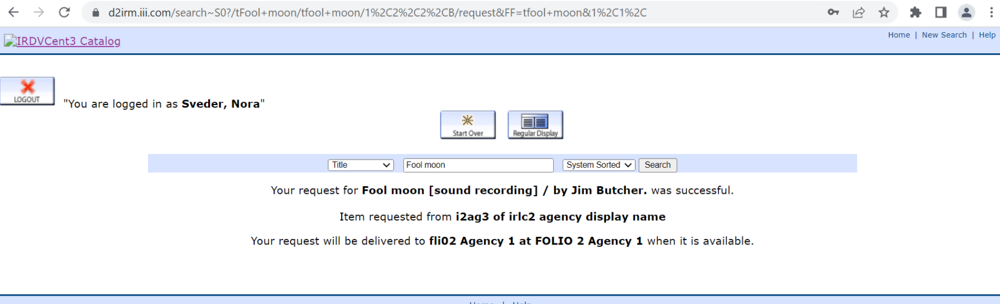 d2irm.iii.com/search~S0?/tFool+moon/tfool+moon/1%2C2%2C2%2CB/request&FF=tfool+moon&1%2C1%2C
IRDVCent3 Catalog
Home | New Search | Help
LOGOUT
"You are logged in as Sveder, Nora"
Start Over Regular Display
Title Fool moon System Sorted Search
Your request for Fool moon [sound recording] / by Jim Butcher. was successful.
Item requested from i2ag3 of irlc2 agency display name
Your request will be delivered to fli02 Agency 1 at FOLIO 2 Agency 1 when it is available.
Home | Help